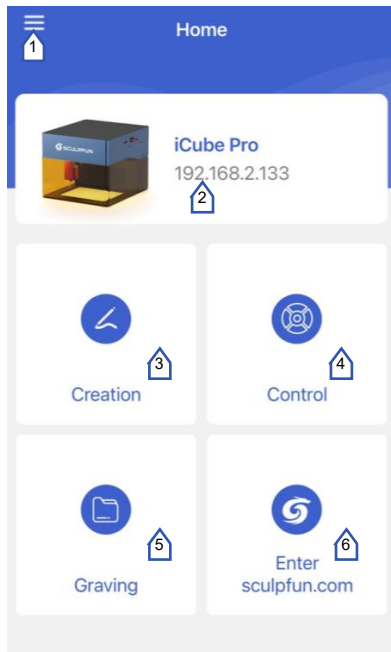 Home
1
SCULPFUN
iCube Pro
192.168.2.133
2
3
4
Creation
Control
5
6
Graving
Enter
sculpfun.com